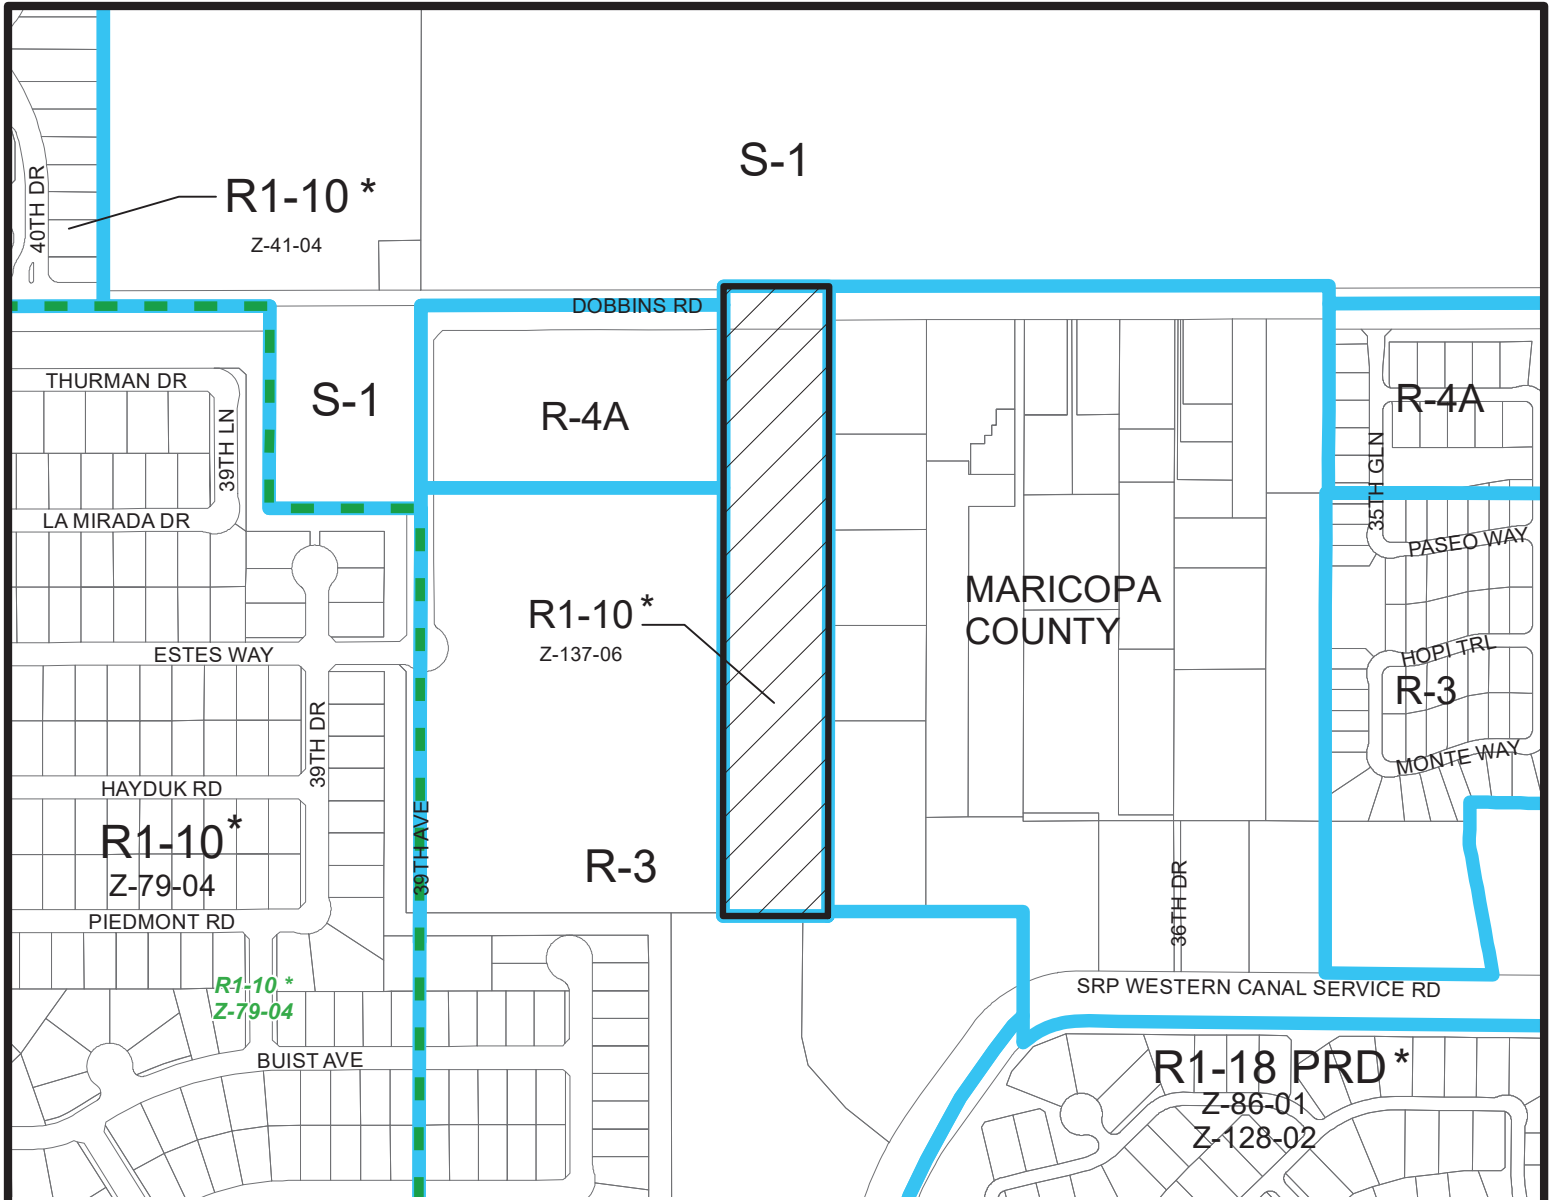 S-1
40TH DR
R1-10 *
Z-41-04
DOBBINS RD
THURMAN DR
39TH LN
S-1
R-4A
R-4A
35TH GLN
LA MIRADA DR
PASEO WAY
MARICOPA
COUNTY
R1-10 *
Z-137-06
ESTES WAY
HOPI TRL
R-3
39TH DR
MONTE WAY
HAYDUK RD
R1-10 *
Z-79-04
39TH AVE
R-3
36TH DR
PIEDMONT RD
R1-10 *
Z-79-04
SRP WESTERN CANAL SERVICE RD
BUIST AVE
R1-18 PRD *
Z-86-01
Z-128-02